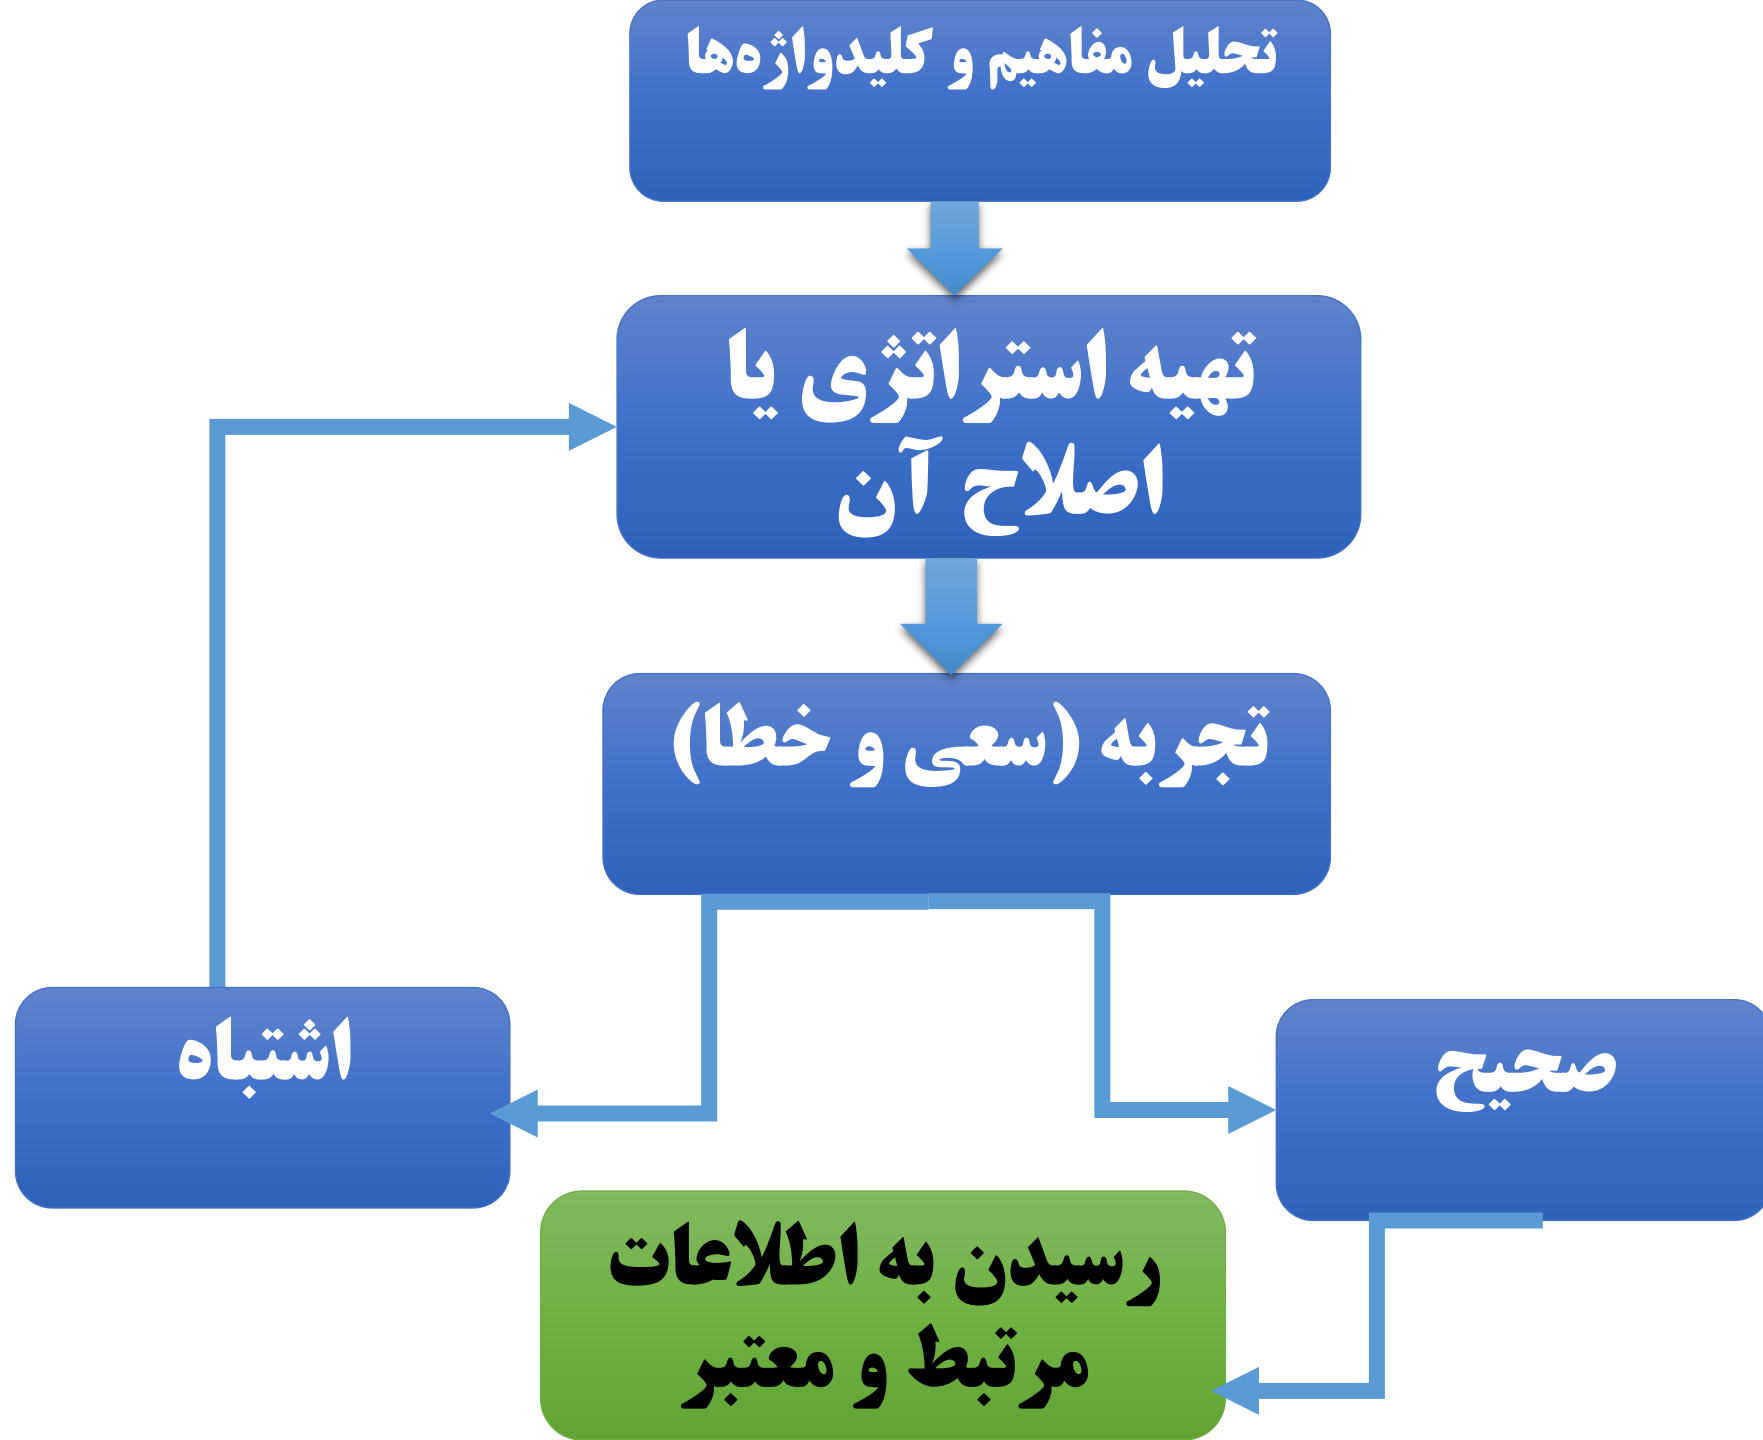 تحلیل مفاهیم و کلیدواژه‌ها
تهیه استراتژی یا
اصلاح آن
تجربه (سعی و خطا)
اشتباه
صحیح
رسیدن به اطلاعات
مرتبط و معتبر